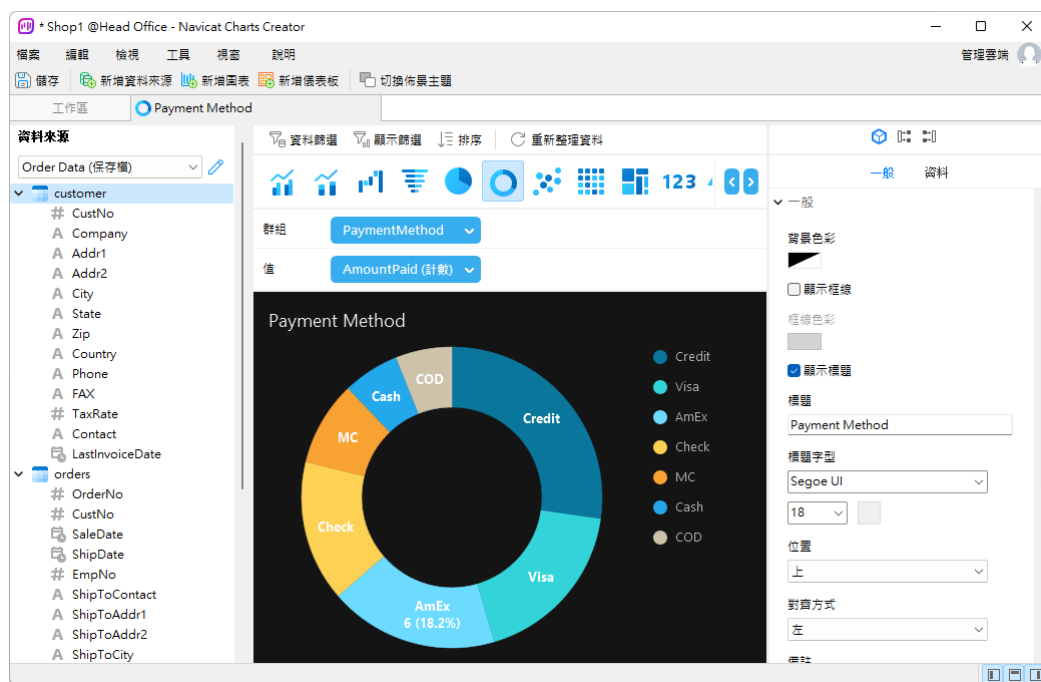 * Shop1 @Head Office - Navicat Charts Creator
檔案 編輯 檢視 工具 視窗 說明 管理雲端
儲存 新增資料來源 新增圖表 新增儀表板 切換佈景主題
工作區 Payment Method
資料來源
Order Data (保存檔)
customer
# CustNo
A Company
A Addr1
A Addr2
A City
A State
A Zip
A Country
A Phone
A FAX
# TaxRate
A Contact
LastInvoiceDate
orders
# OrderNo
# CustNo
SaleDate
ShipDate
# EmpNo
A ShipToContact
A ShipToAddr1
A ShipToAddr2
A ShipToCity
資料篩選 顯示篩選 排序 重新整理資料
123
群組 PaymentMethod
值 AmountPaid (計數)
Payment Method
COD
Cash
Credit
MC
Check
Visa
AmEx
6 (18.2%)
Credit
Visa
AmEx
Check
MC
Cash
COD
一般 資料
一般
背景色彩
顯示框線
框線色彩
顯示標題
標題
Payment Method
標題字型
Segoe UI
18
位置
上
對齊方式
左
備註